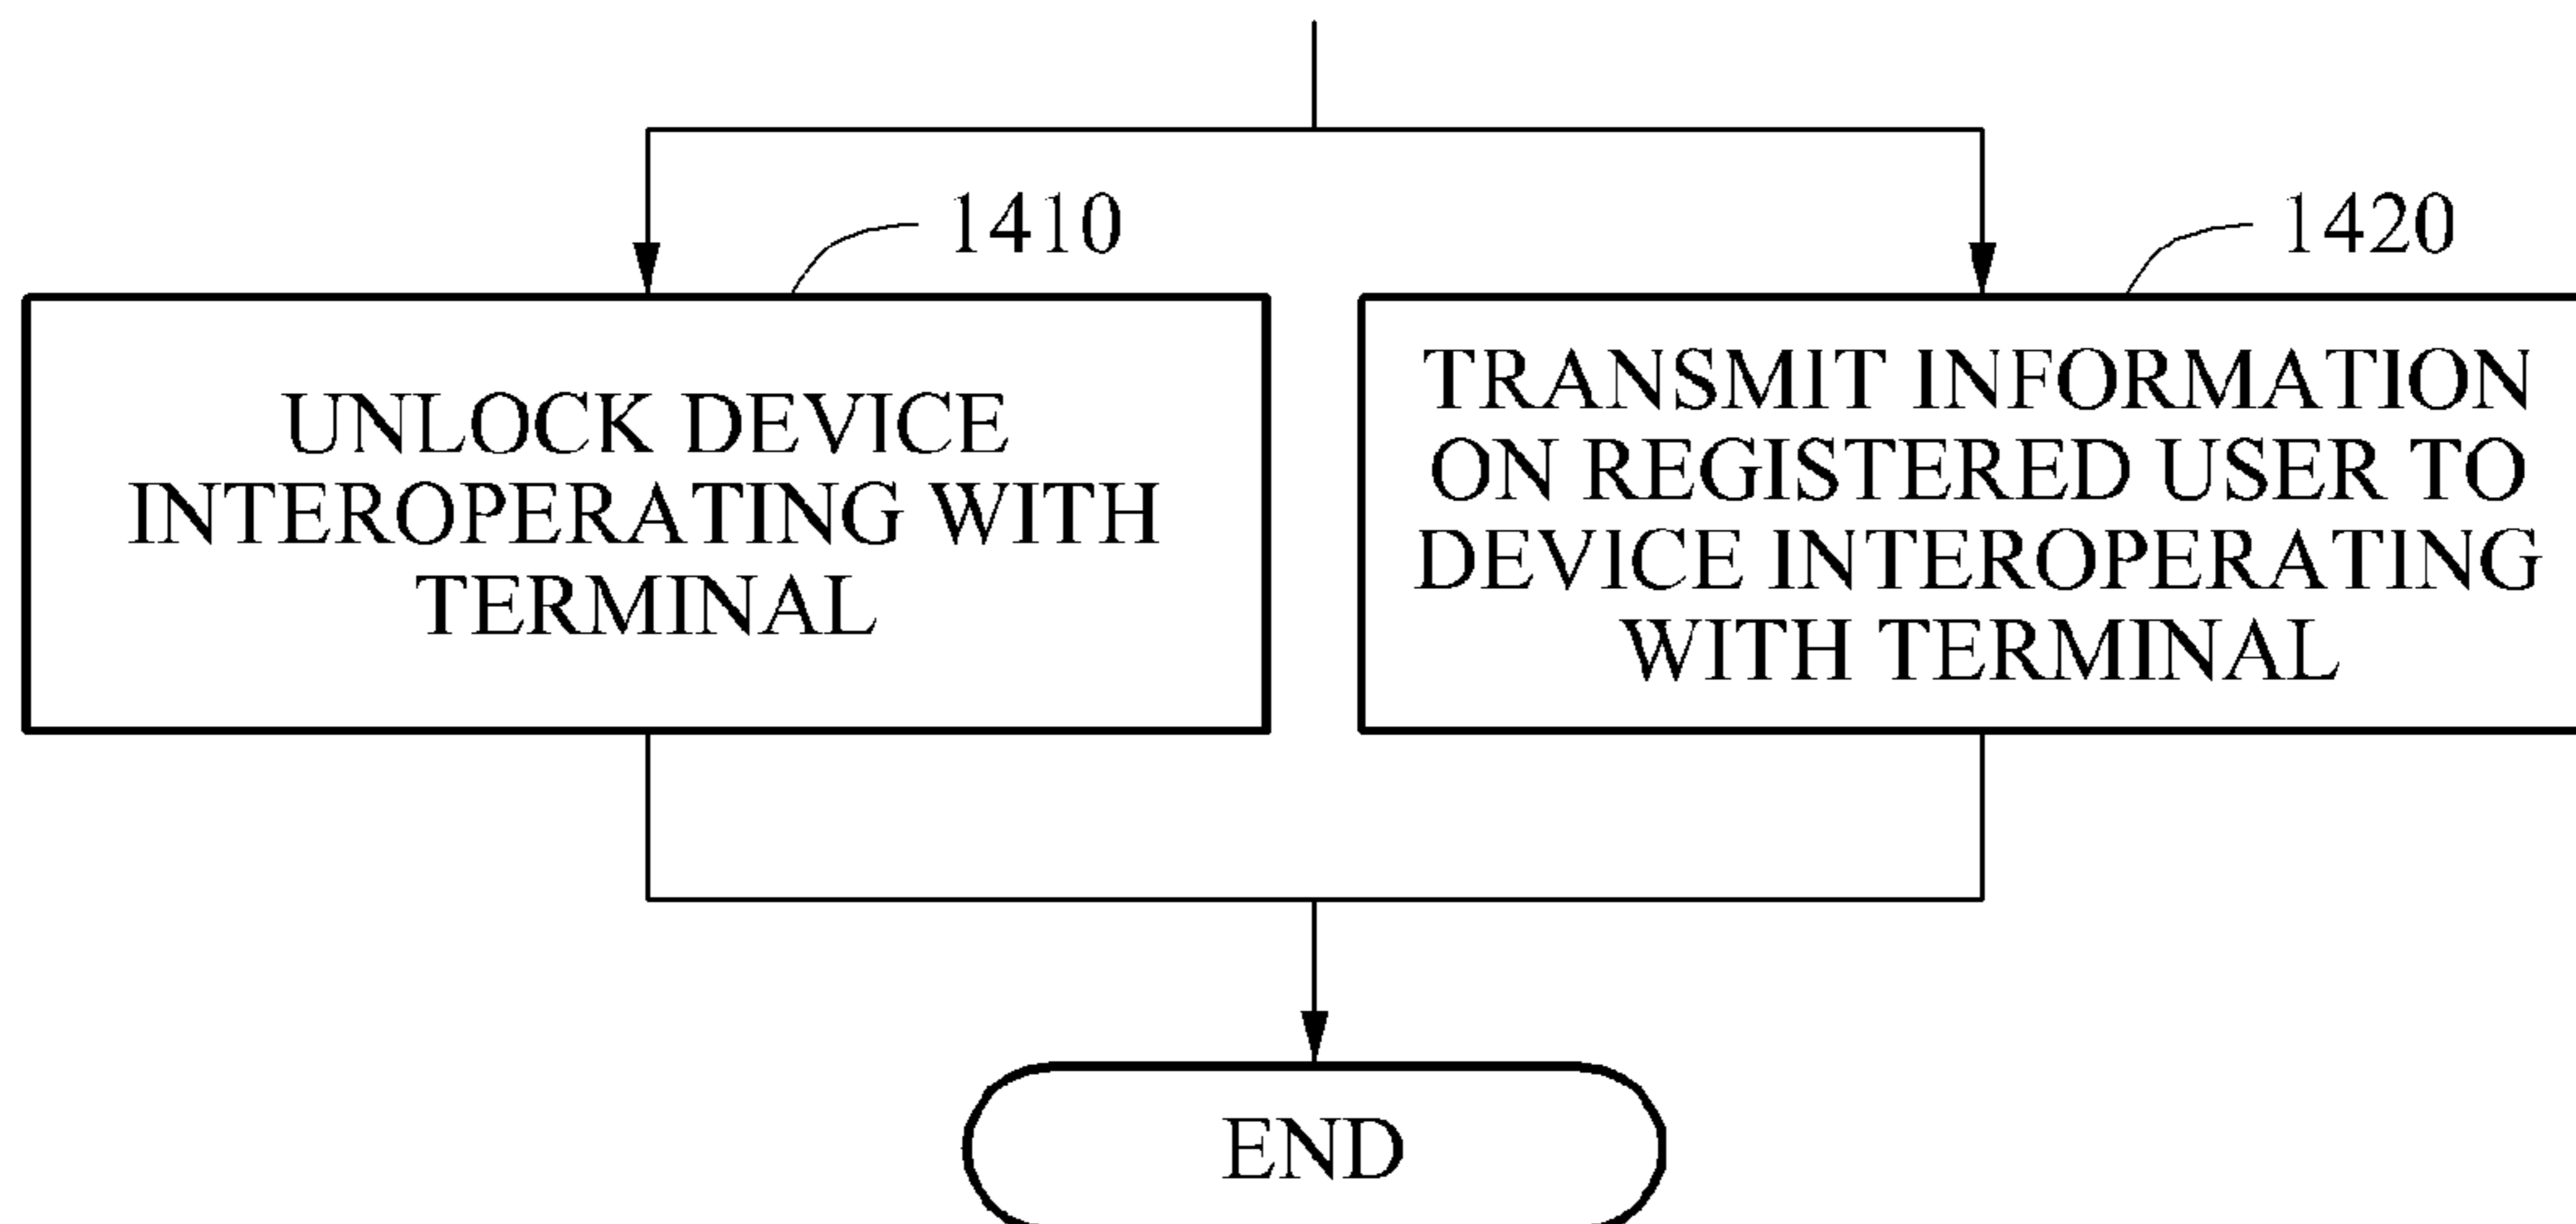 1410
UNLOCK DEVICE
INTEROPERATING WITH
TERMINAL
1420
TRANSMIT INFORMATION
ON REGISTERED USER TO
DEVICE INTEROPERATING
WITH TERMINAL
END